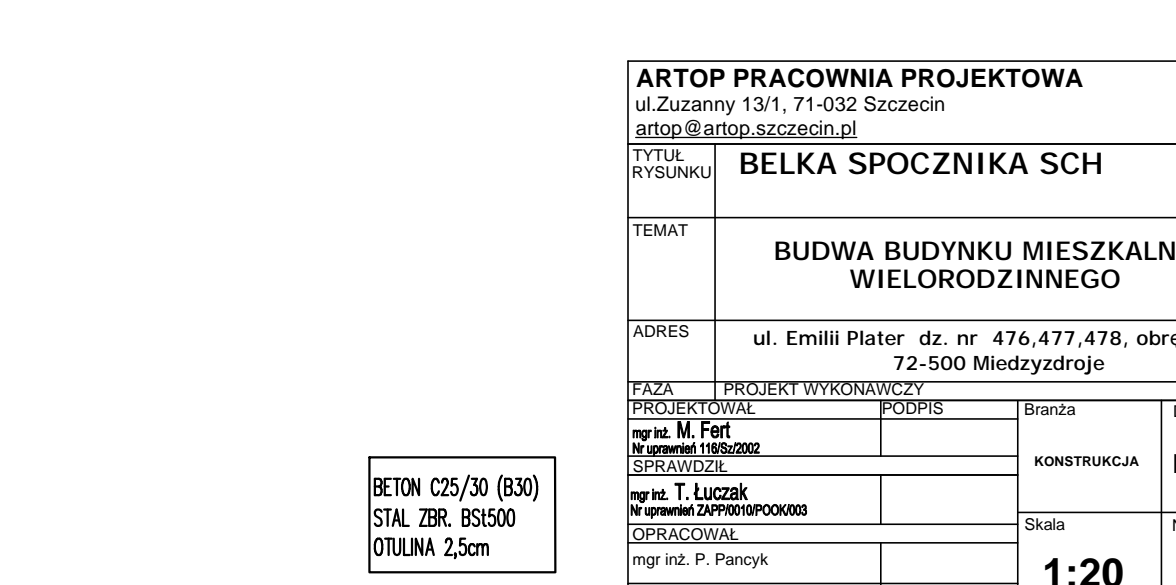 ARTOP PRACOWNIA PROJEKTOWA
ul.Zuzanny 13/1, 71-032 Szczecin
artop@artop.szczecin.pl
TYTUŁ RYSUNKU
BELKA SPOCZNIKA SCH
TEMAT
BUDWA BUDYNKU MIESZKALN
WIELORODZINNEGO
ADRES
ul. Emilii Plater dz. nr 476,477,478, obrę
72-500 Miedzyzdroje
FAZA PROJEKT WYKONAWCZY
PROJEKTOWAŁ PODPIS
mgr inż. M. Fert
Nr uprawnień 116/Sz/2002
SPRAWDZIŁ
mgr inż. T. Łuczak
Nr uprawnień ZAPP/0010/POOK/003
OPRACOWAŁ
mgr inż. P. Pancyk
Branża
KONSTRUKCJA
Skala
1:20
BETON C25/30 (B30)
STAL ZBR. BSt500
OTULINA 2,5cm